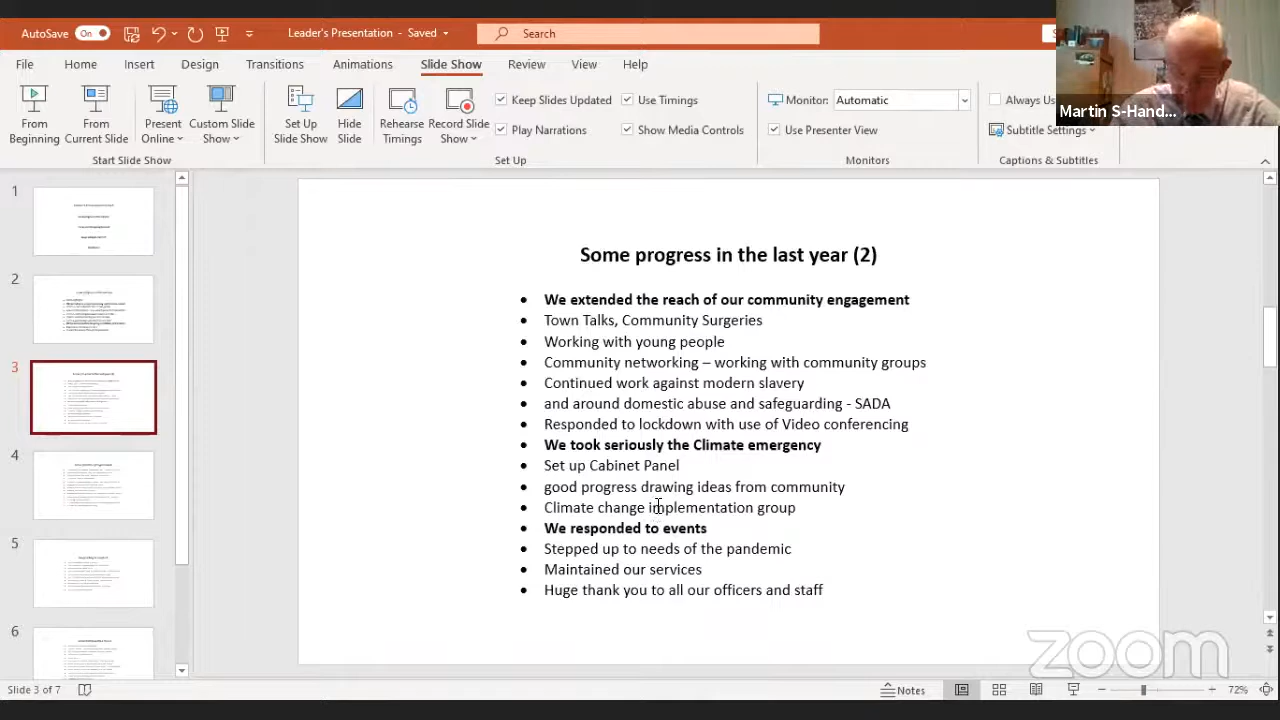 AutoSave On Leader's Presentation - Saved Search
File Home Insert Design Transitions Animations Slide Show Review View Help
From Beginning
From Current Slide
Present Online
Custom Slide Show
Start Slide Show
Set Up Slide Show
Hide Slide
Rehearse Timings
Record Slide Show
Keep Slides Updated
Play Narrations
Use Timings
Show Media Controls
Set Up
Monitor: Automatic
Use Presenter View
Monitors
Always
Subtitle Settings
Captions & Subtitles
Martin S-Hand...
1
2
3
4
5
6
Some progress in the last year (2)
• We extended the reach of our community engagement
• Town Talks, Community Surgeries
• Working with young people
• Community networking – working with community groups
• Continued work against modern slavery
• and around domestic abuse and safeguarding - SADA
• Responded to lockdown with use of Video conferencing
• We took seriously the Climate emergency
• Set up Cabinet Panel
• good progress drawing ideas from community
• Climate change implementation group
• We responded to events
• Stepped up to needs of the pandemic
• Maintained our services
• Huge thank you to all our officers and staff
zoom
Slide 3 of 7 Notes 72%